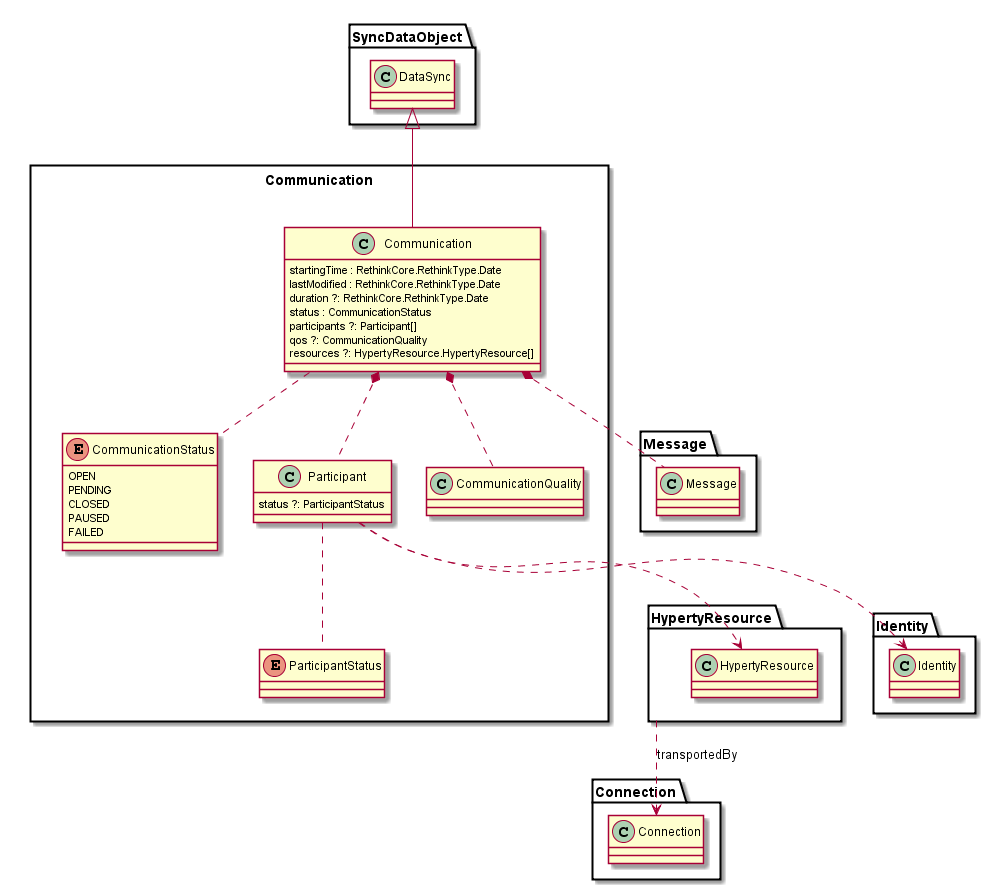 SyncDataObject
C DataSync
Communication
C Communication
startingTime : RethinkCore.RethinkType.Date
lastModified : RethinkCore.RethinkType.Date
duration ?: RethinkCore.RethinkType.Date
status : CommunicationStatus
participants ?: Participant[]
qos ?: CommunicationQuality
resources ?: HypertyResource.HypertyResource[]
E CommunicationStatus
OPEN
PENDING
CLOSED
PAUSED
FAILED
C Participant
status ?: ParticipantStatus
C CommunicationQuality
Message
C Message
E ParticipantStatus
HypertyResource
C HypertyResource
Identity
C Identity
transportedBy
Connection
C Connection